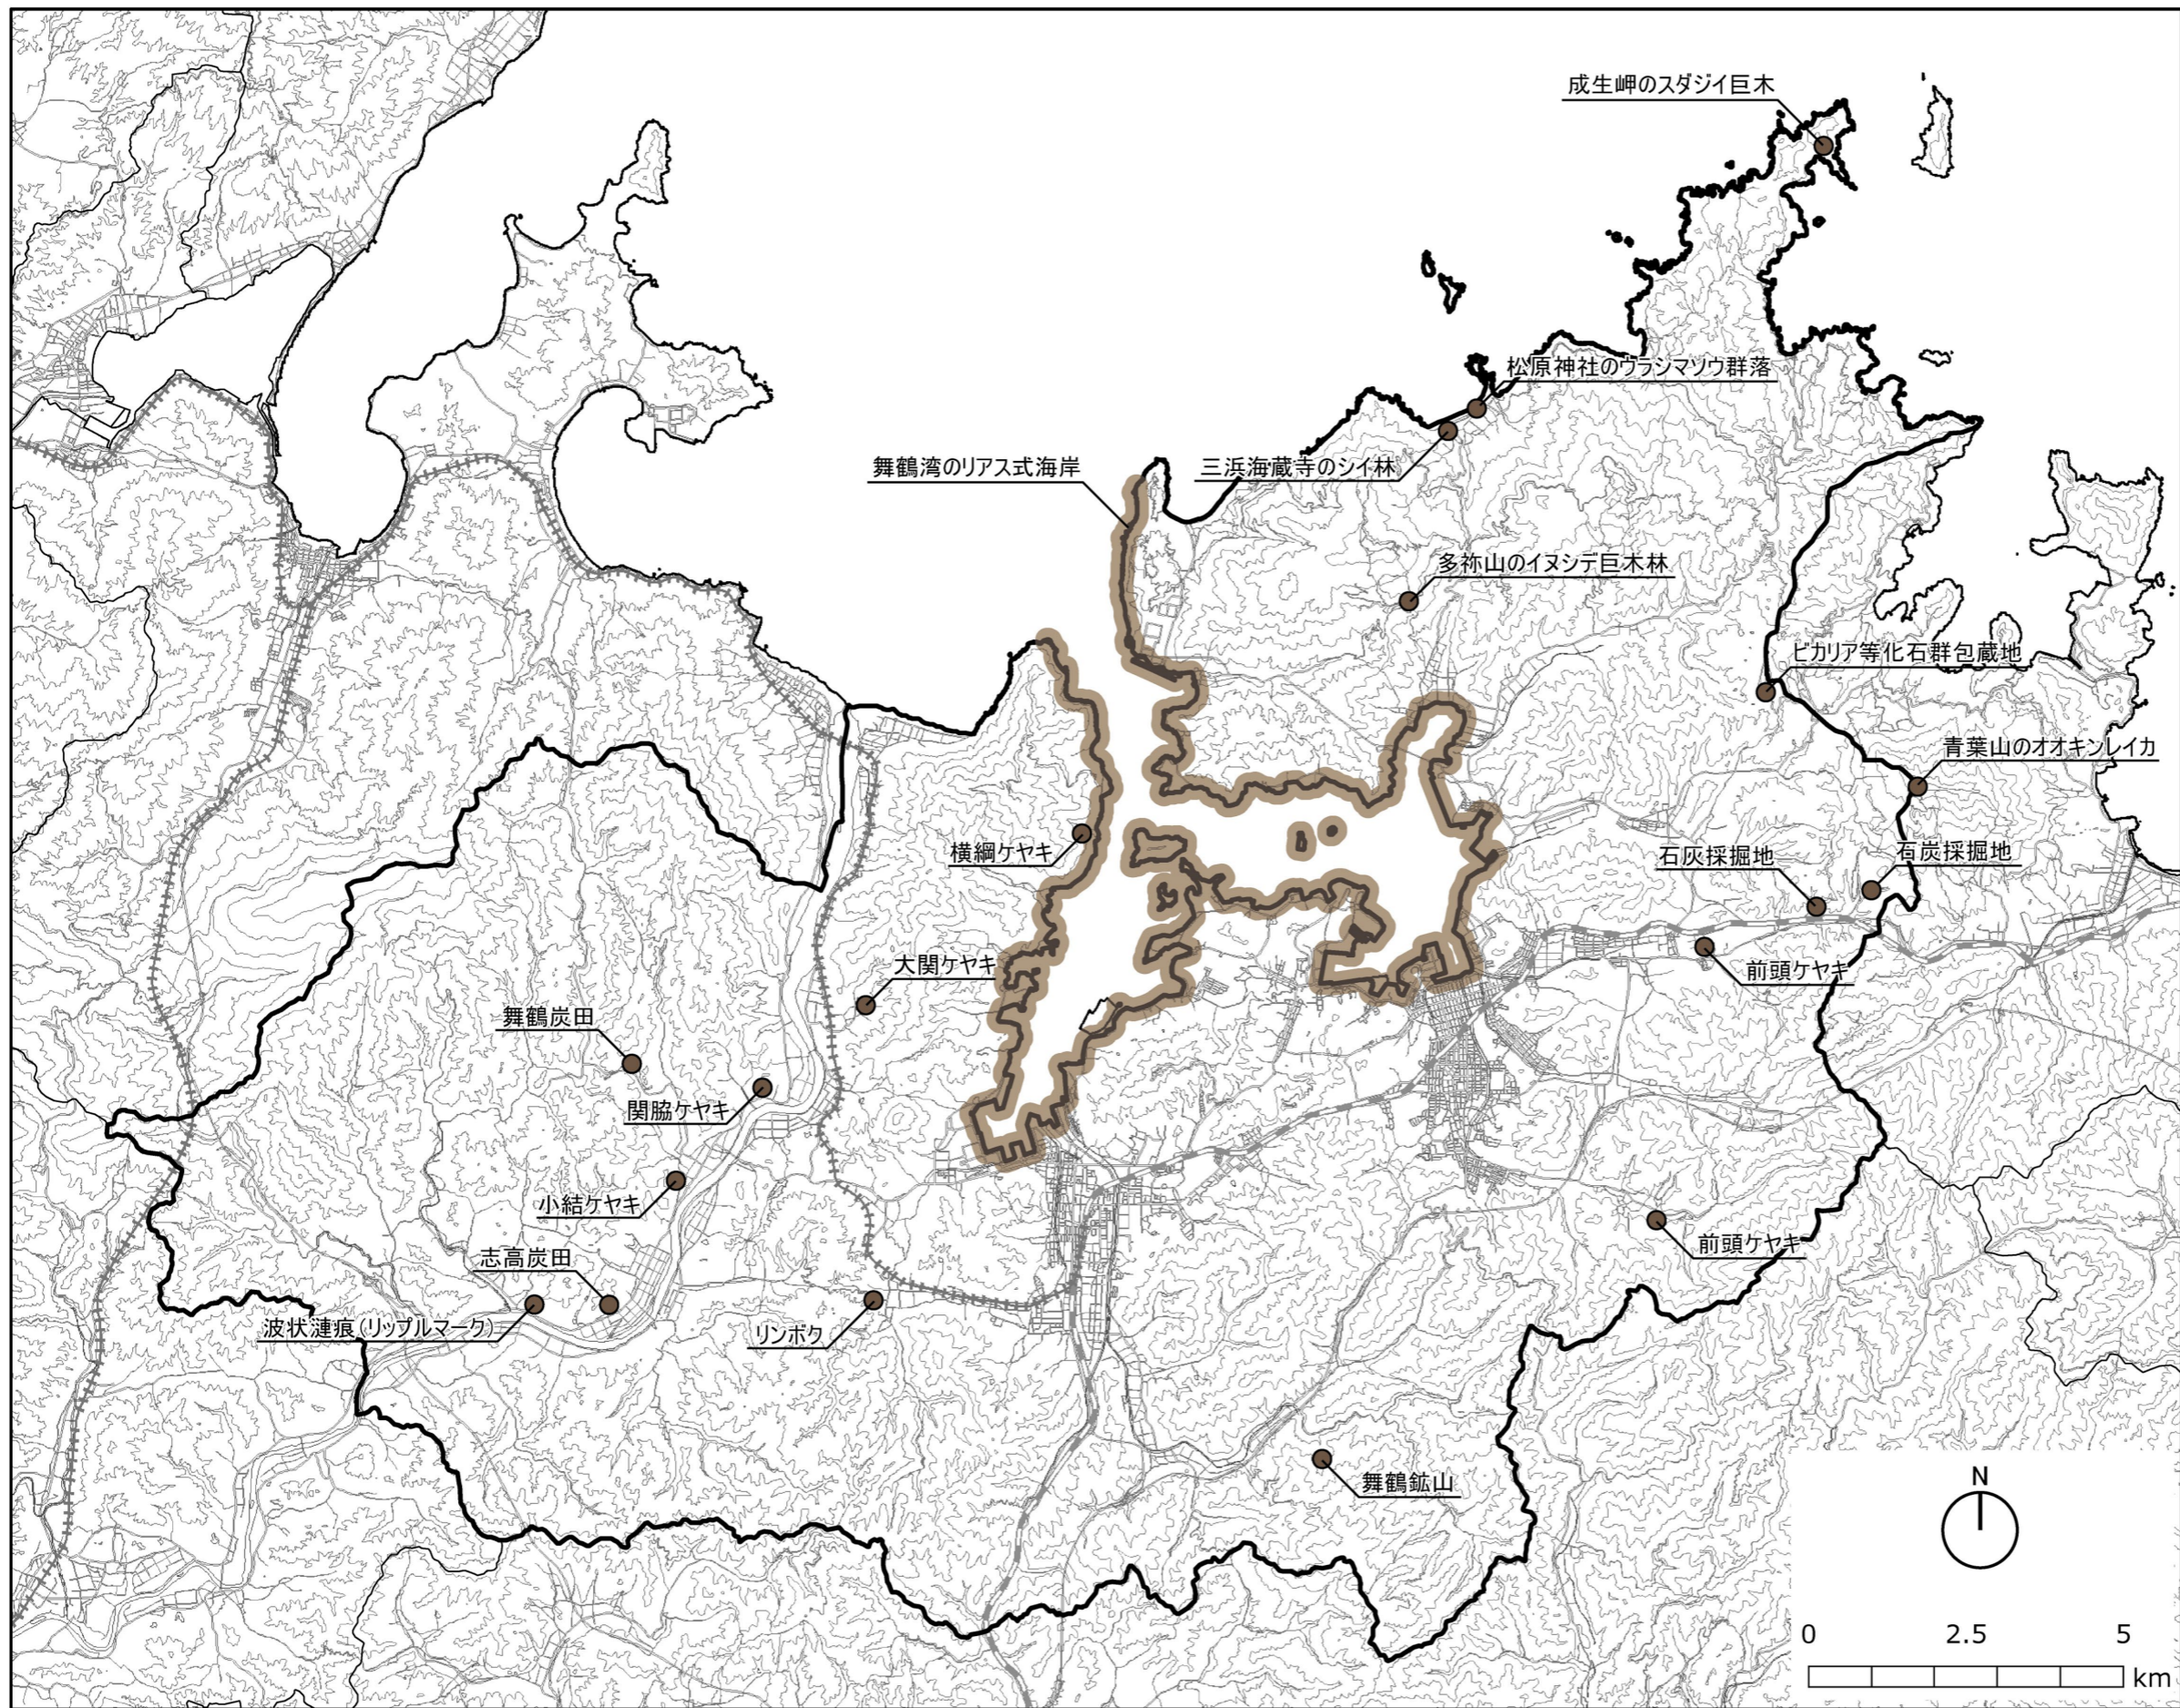 成生岬のスダジイ巨木
松原神社のウラシマソウ群落
舞鶴湾のリアス式海岸
三浜海蔵寺のシイ林
多祢山のイヌシデ巨木林
ビカリア等化石群包蔵地
青葉山のオオキンレイカ
横綱ケヤキ
石灰採掘地
石炭採掘地
大関ケヤキ
前頭ケヤキ
舞鶴炭田
関脇ケヤキ
小結ケヤキ
前頭ケヤキ
志高炭田
波状漣痕(リップルマーク)
リンボク
舞鶴鉱山
N
0 2.5 5
km